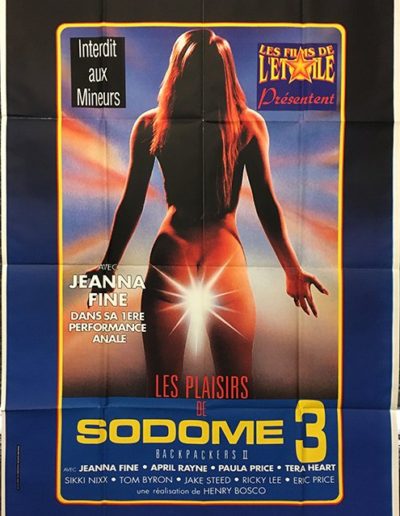 Interdit
aux
Mineurs
LES FILMS DE
L'ETOILE
Présentent
AVEC
JEANNA
FINE
DANS SA 1ERE
PERFORMANCE
ANALE
LES PLAISIRS
DE
SODOME 3
BACKPACKERS II
AVEC JEANNA FINE • APRIL RAYNE • PAULA PRICE • TERA HEART
SIKKI NIXX • TOM BYRON • JAKE STEED • RICKY LEE • ERIC PRICE
une réalisation de HENRY BOSCO